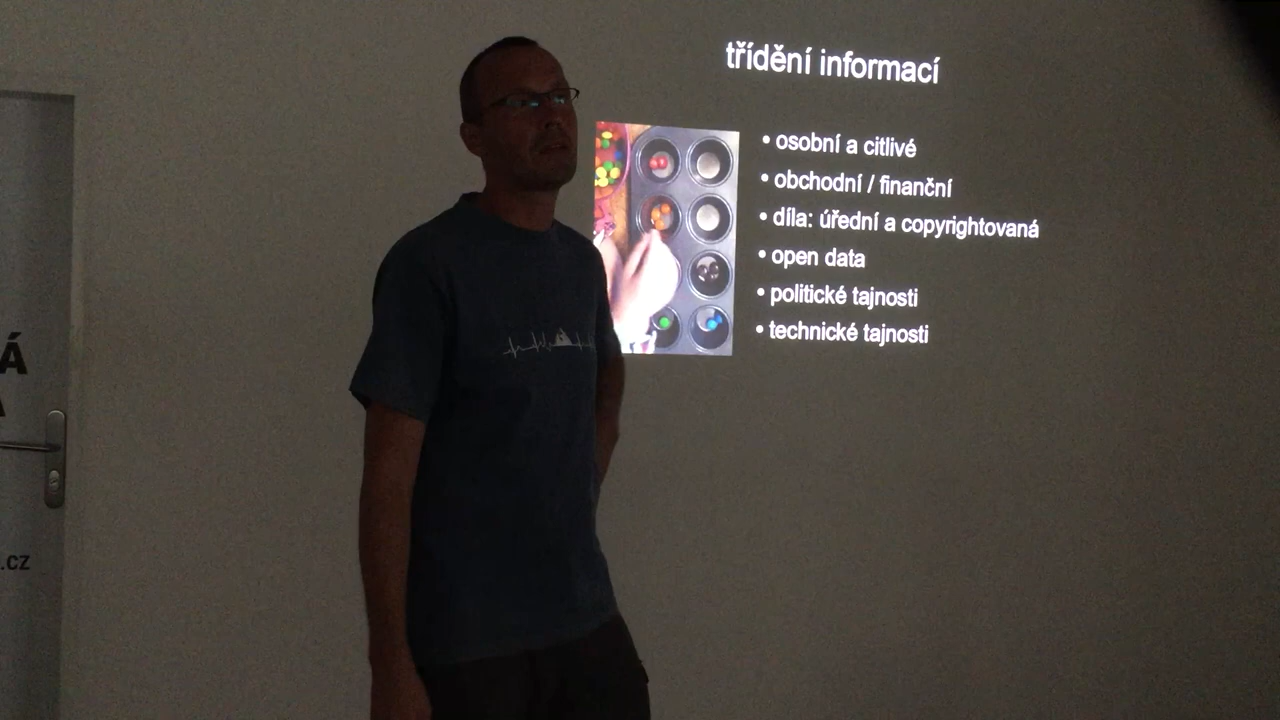 třídění informací
• osobní a citlivé
• obchodní / finanční
• díla: úřední a copyrightovaná
• open data
• politické tajnosti
• technické tajnosti
Á
A
.cz